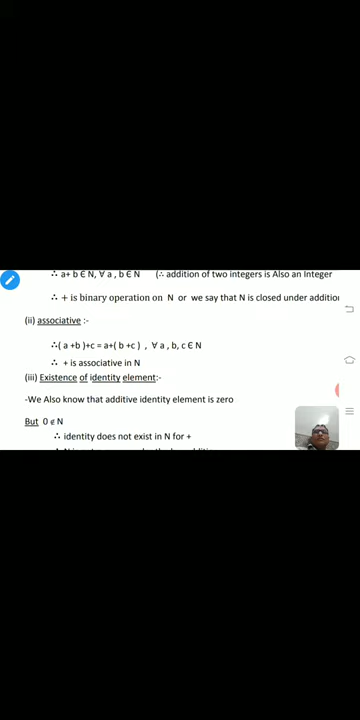 ∴ a+ b Є N, ∀ a , b Є N (∴ addition of two integers is Also an Integer
∴ + is binary operation on N or we say that N is closed under additio
(ii) associative :-
∴( a +b )+c = a+( b +c ) , ∀ a , b, c Є N
∴ + is associative in N
(iii) Existence of identity element:-
-We Also know that additive identity element is zero
But 0 ∉ N
∴ identity does not exist in N for +